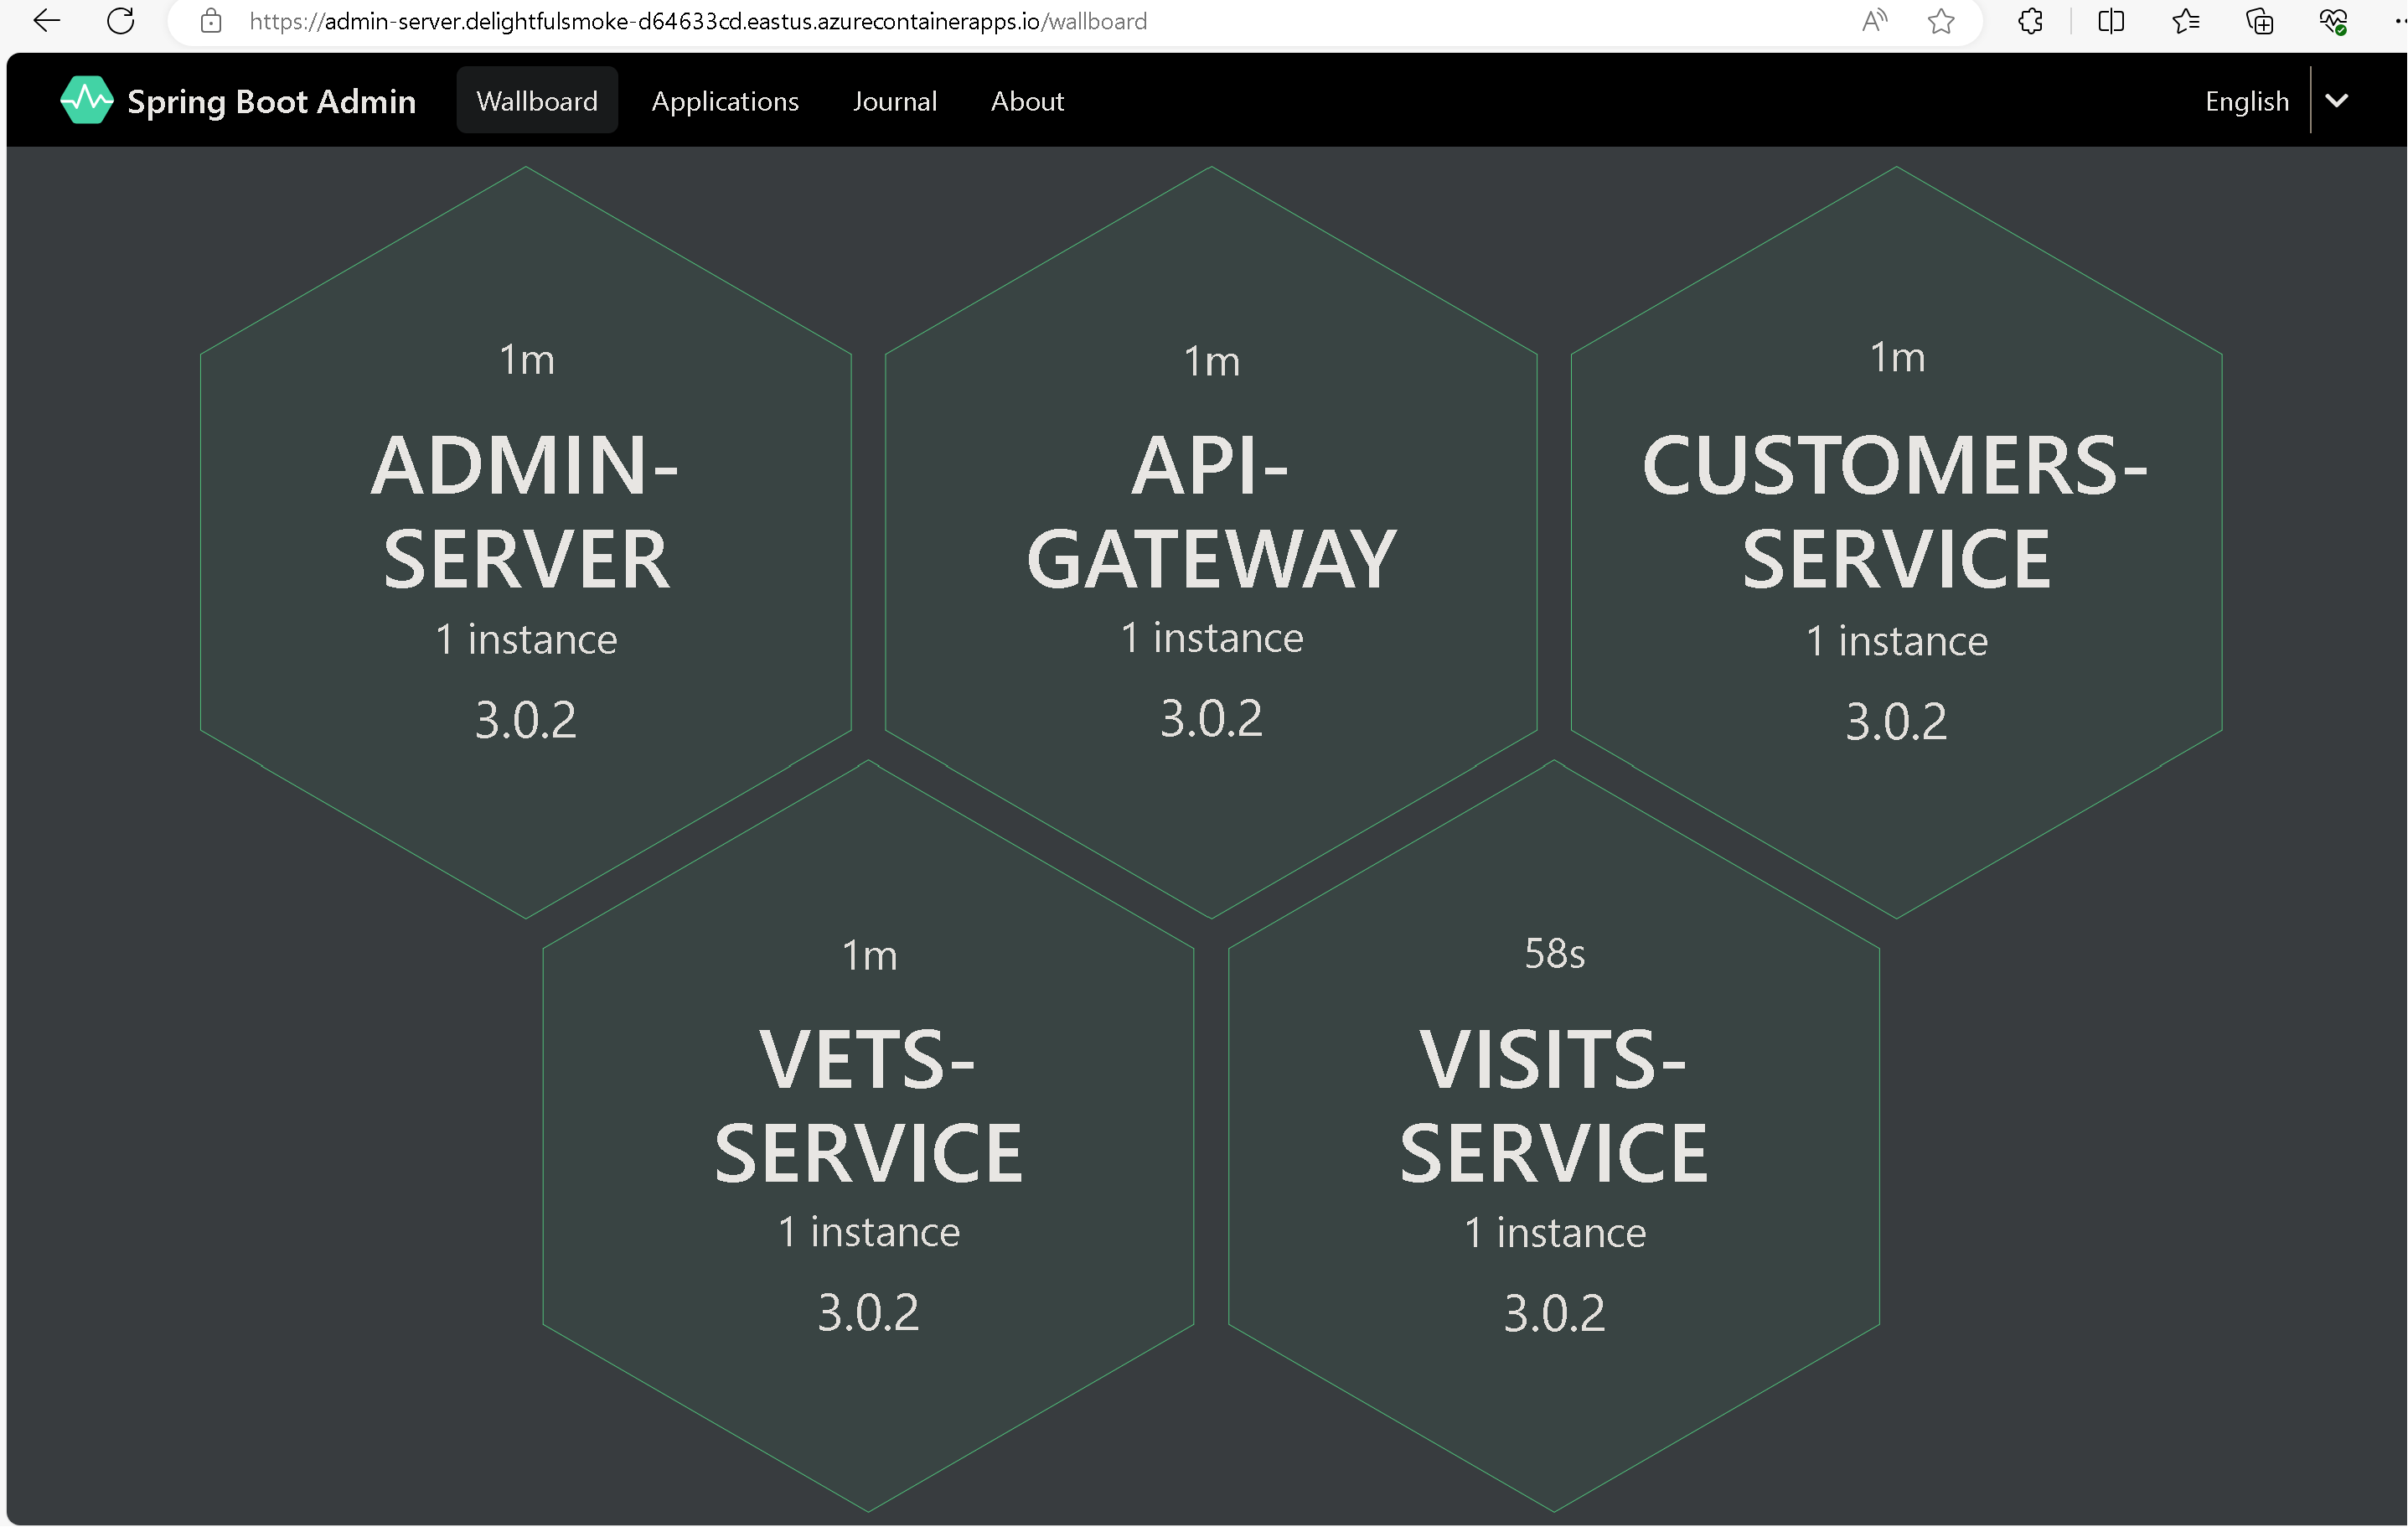 https://admin-server.delightfulsmoke-d64633cd.eastus.azurecontainerapps.io/wallboard
Spring Boot Admin Wallboard Applications Journal About English
1m
ADMIN-
SERVER
1 instance
3.0.2
1m
API-
GATEWAY
1 instance
3.0.2
1m
CUSTOMERS-
SERVICE
1 instance
3.0.2
1m
VETS-
SERVICE
1 instance
3.0.2
58s
VISITS-
SERVICE
1 instance
3.0.2